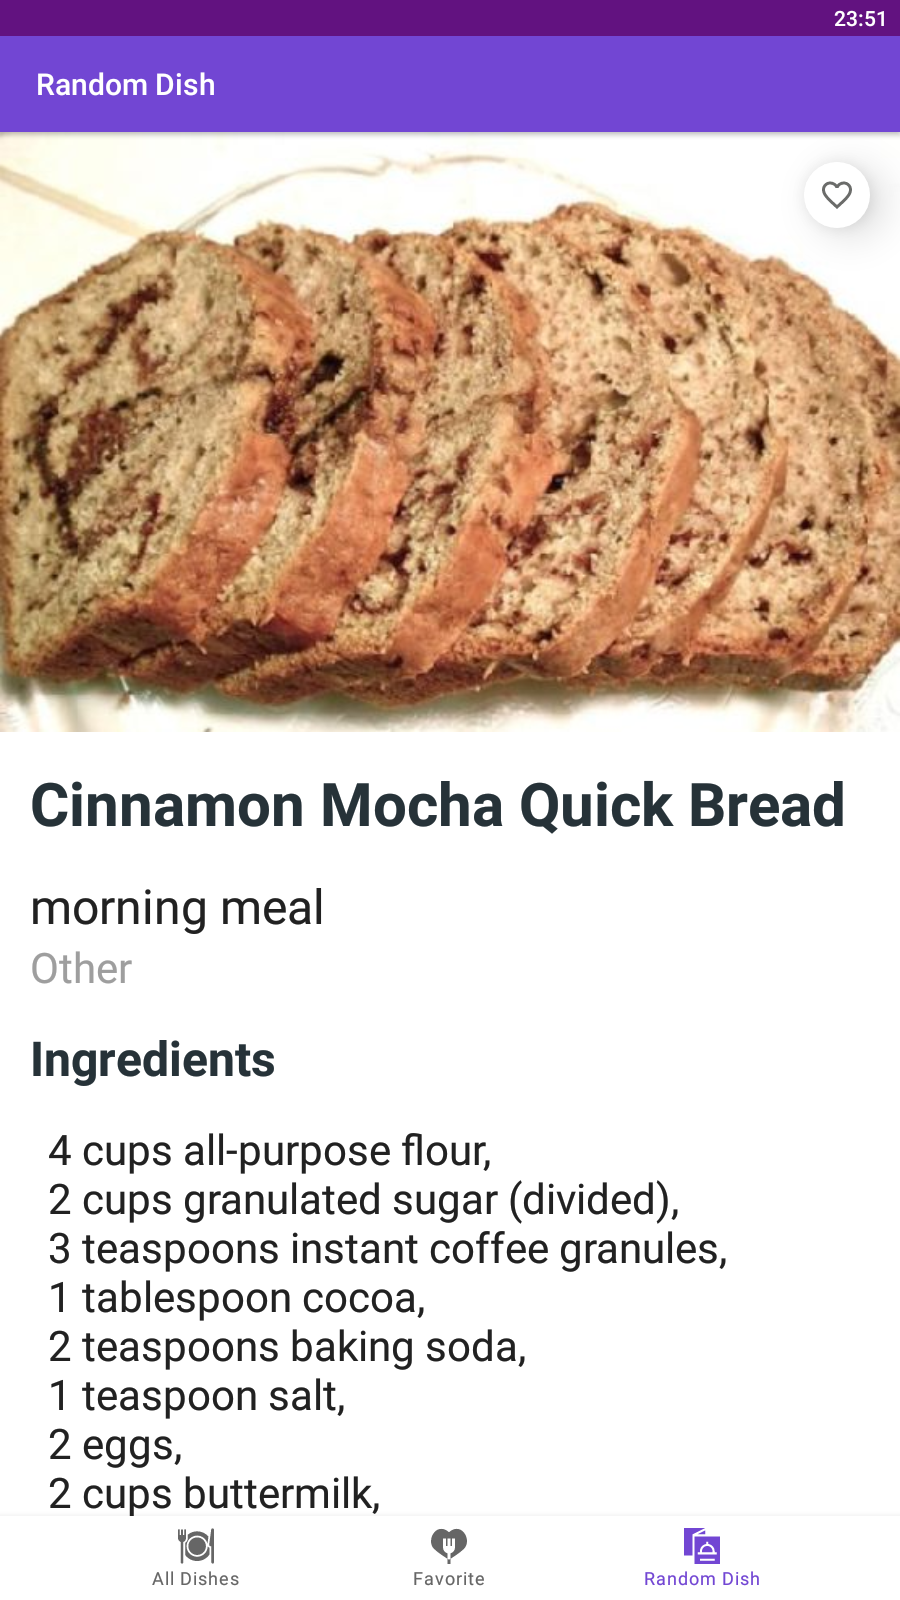 23:51
Random Dish
Cinnamon Mocha Quick Bread
morning meal
Other
Ingredients
4 cups all-purpose flour,
2 cups granulated sugar (divided),
3 teaspoons instant coffee granules,
1 tablespoon cocoa,
2 teaspoons baking soda,
1 teaspoon salt,
2 eggs,
2 cups buttermilk,
All Dishes
Favorite
Random Dish